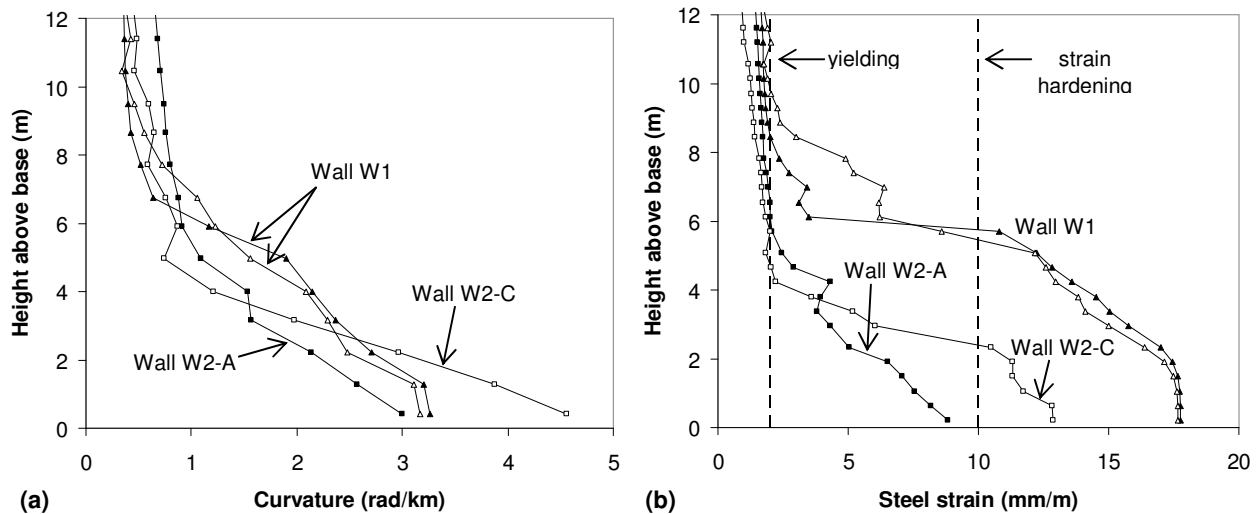 12
10
8
6
4
2
0
Height above base (m)
Wall W1
Wall W2-C
Wall W2-A
0 1 2 3 4 5
(a) Curvature (rad/km)
12
10
8
6
4
2
0
Height above base (m)
yielding
strain
hardening
Wall W1
Wall W2-A
Wall W2-C
0 5 10 15 20
(b) Steel strain (mm/m)